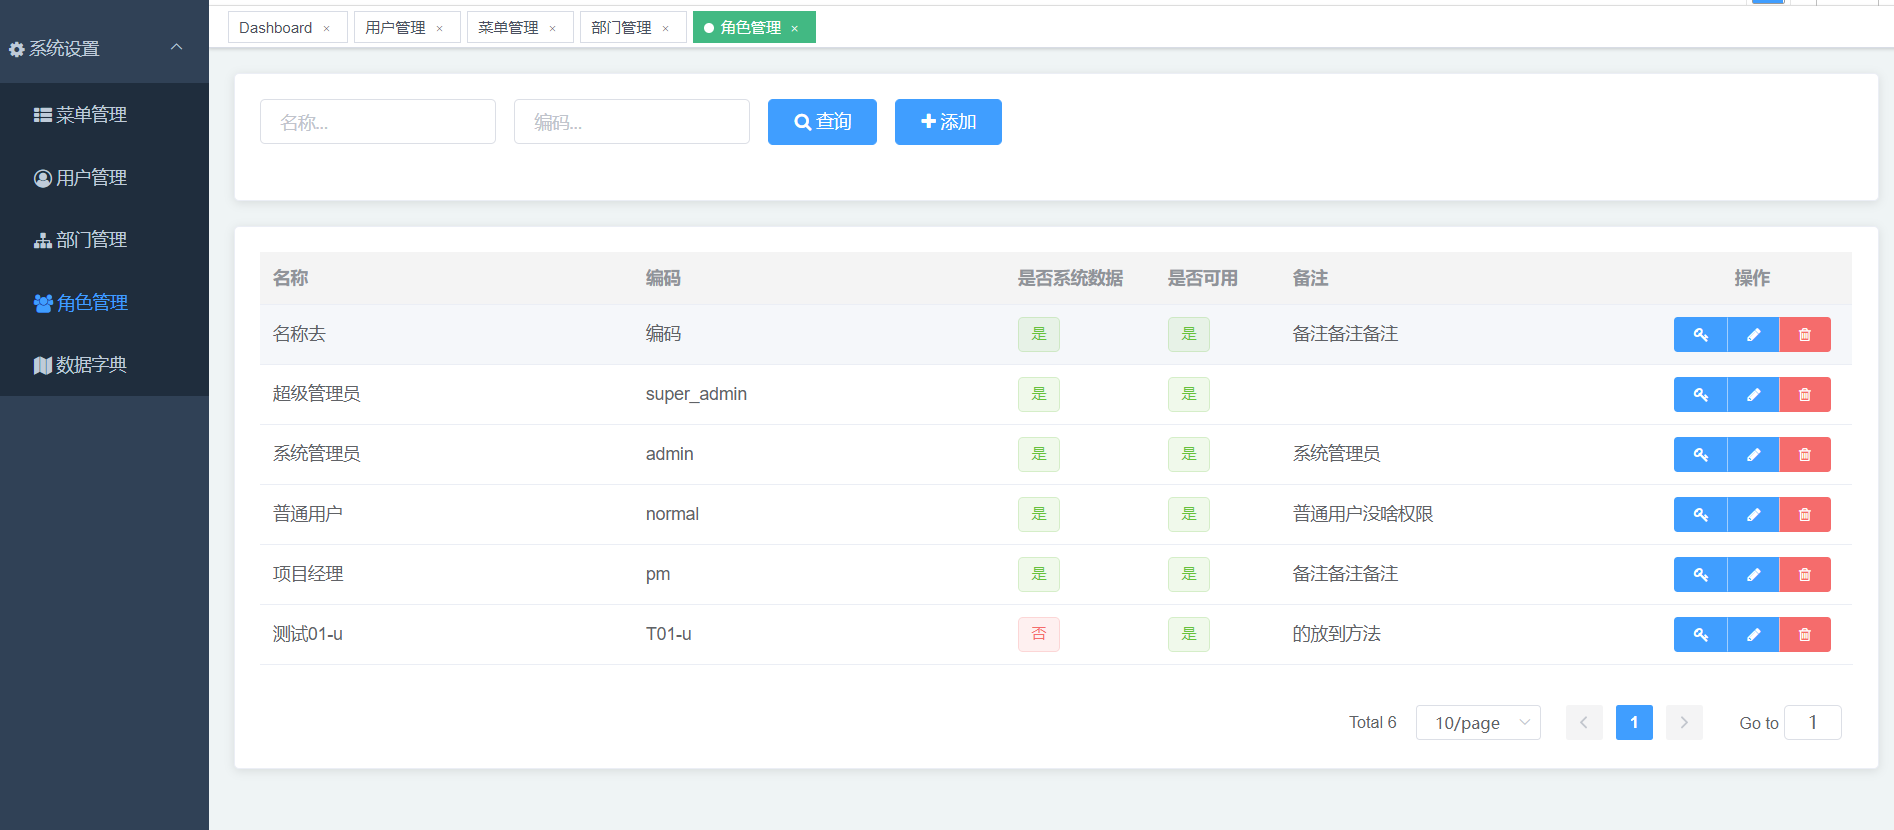 系统设置
菜单管理
用户管理
部门管理
角色管理
数据字典
Dashboard × 用户管理 × 菜单管理 × 部门管理 × 角色管理 ×
名称... 编码... 查询 添加
名称 编码 是否系统数据 是否可用 备注 操作
名称去 编码 是 是 备注备注备注
超级管理员 super_admin 是 是
系统管理员 admin 是 是 系统管理员
普通用户 normal 是 是 普通用户没啥权限
项目经理 pm 是 是 备注备注备注
测试01-u T01-u 否 是 的放到方法
Total 6 10/page 1 Go to 1